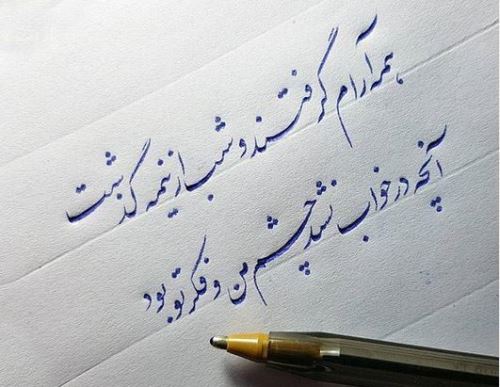 همه آرام گرفتند و شب از نیمه گذشت
آنچه در خواب نشد چشم من و فکر تو بود